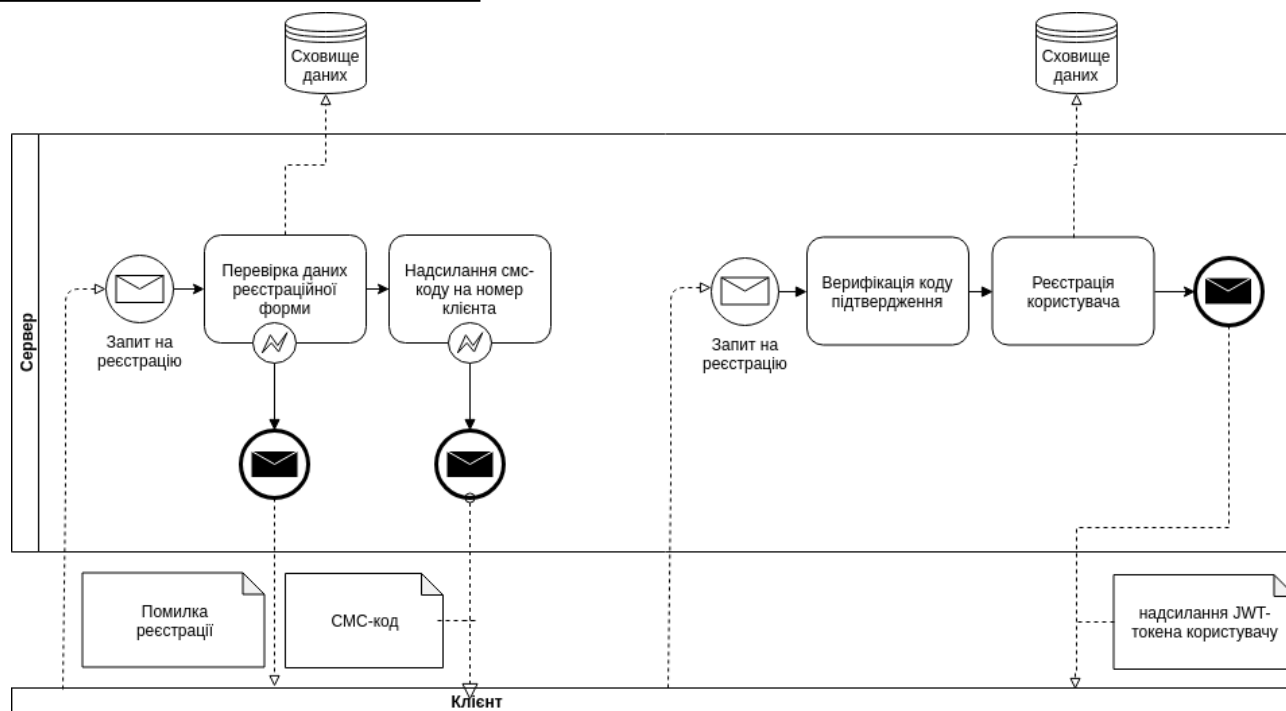 Сховище
даних
Сховище
даних
Сервер
Запит на
реєстрацію
Перевірка даних
реєстраційної
форми
Надсилання смс-
коду на номер
клієнта
Запит на
реєстрацію
Верифікація коду
підтвердження
Реєстрація
користувача
Помилка
реєстрації
СМС-код
надсилання JWT-
токена користувачу
Клієнт